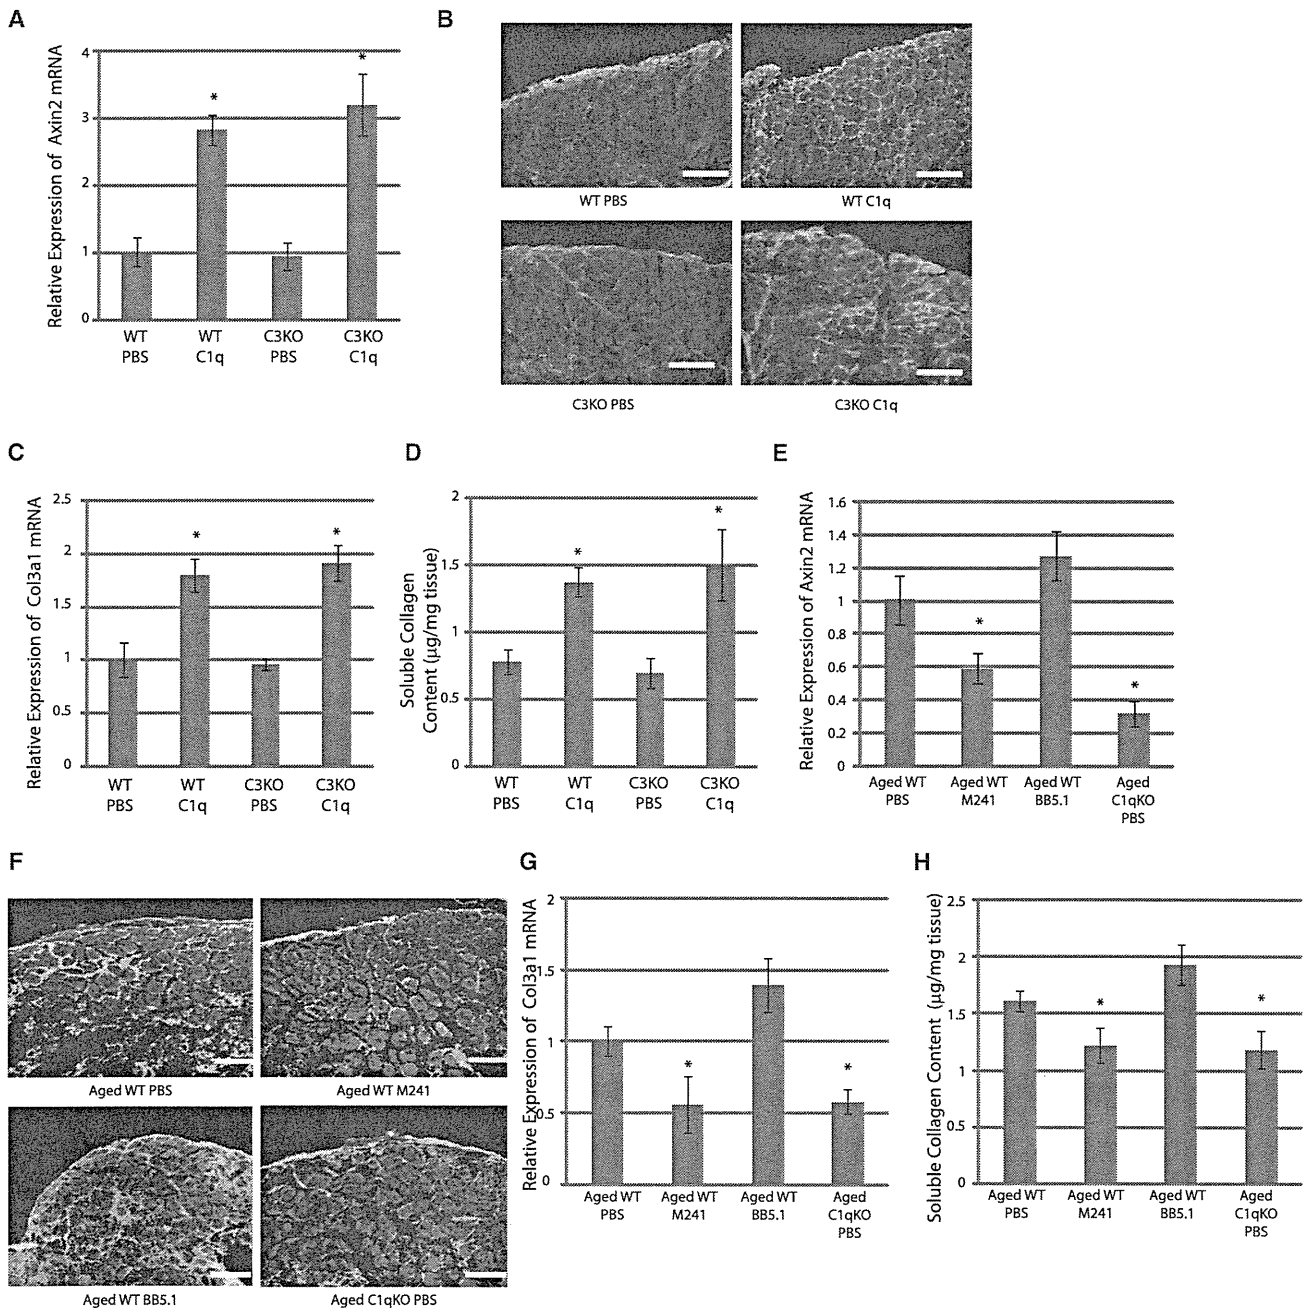 A
Relative Expression of Axin2 mRNA
4
3
2
1
0
*
*
WT
PBS
WT
C1q
C3KO
PBS
C3KO
C1q
B
WT PBS
WT C1q
C3KO PBS
C3KO C1q
C
Relative Expression of Col3a1 mRNA
2.5
2
1.5
1
0.5
0
*
*
WT
PBS
WT
C1q
C3KO
PBS
C3KO
C1q
D
Soluble Collagen
Content (µg/mg tissue)
2
1.5
1
0.5
0
*
*
WT
PBS
WT
C1q
C3KO
PBS
C3KO
C1q
E
Relative Expression of Axin2 mRNA
1.6
1.4
1.2
1
0.8
0.6
0.4
0.2
0
*
*
Aged WT
PBS
Aged WT
M241
Aged WT
BB5.1
Aged
C1qKO
PBS
F
Aged WT PBS
Aged WT M241
Aged WT BB5.1
Aged C1qKO PBS
G
Relative Expression of Col3a1 mRNA
2
1.5
1
0.5
0
*
*
Aged WT
PBS
Aged WT
M241
Aged WT
BB5.1
Aged
C1qKO
PBS
H
Soluble Collagen Content (µg/mg tissue)
2.5
2
1.5
1
0.5
0
*
*
Aged WT
PBS
Aged WT
M241
Aged WT
BB5.1
Aged
C1qKO
PBS